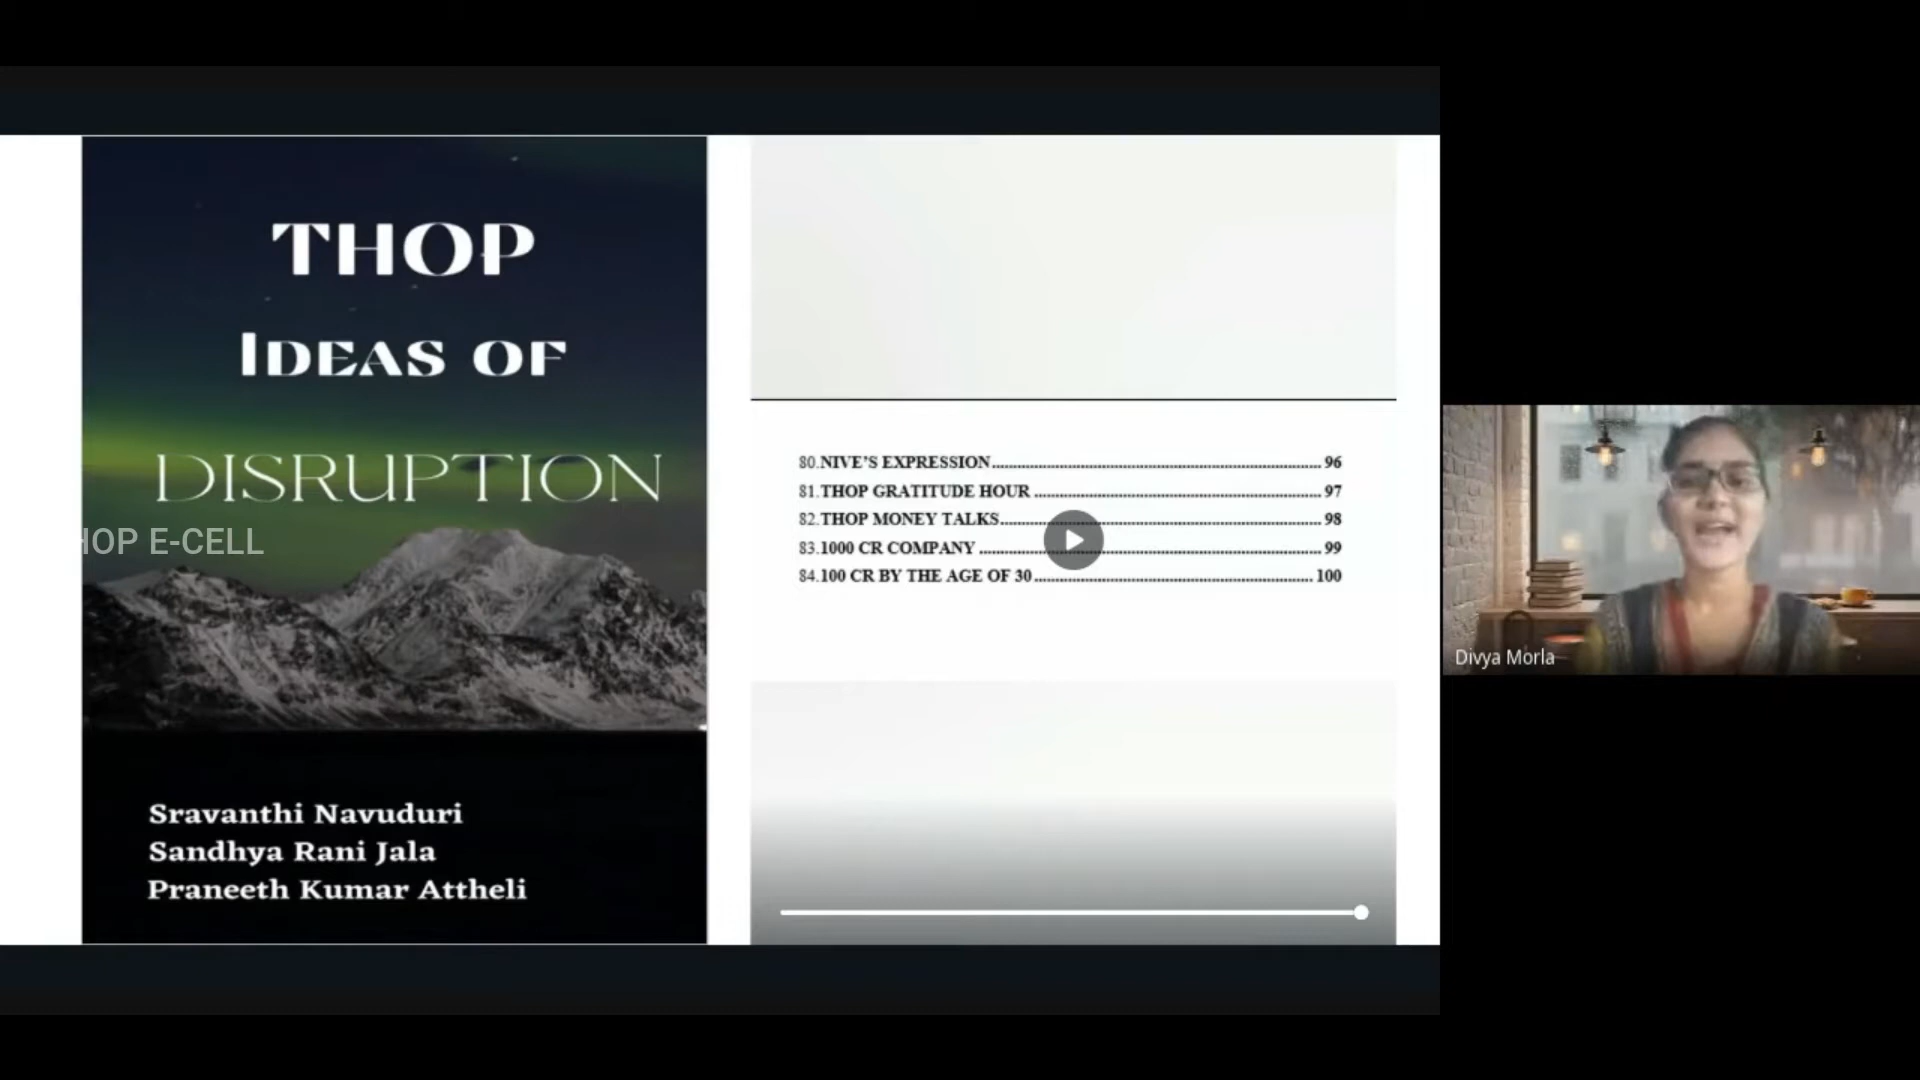 THOP
IDEAS OF
DISRUPTION
HOP E-CELL
Sravanthi Navuduri
Sandhya Rani Jala
Praneeth Kumar Attheli
80.NIVE'S EXPRESSION........96
81.THOP GRATITUDE HOUR........97
82.THOP MONEY TALKS........98
83.1000 CR COMPANY........99
84.100 CR BY THE AGE OF 30........100
Divya Morla